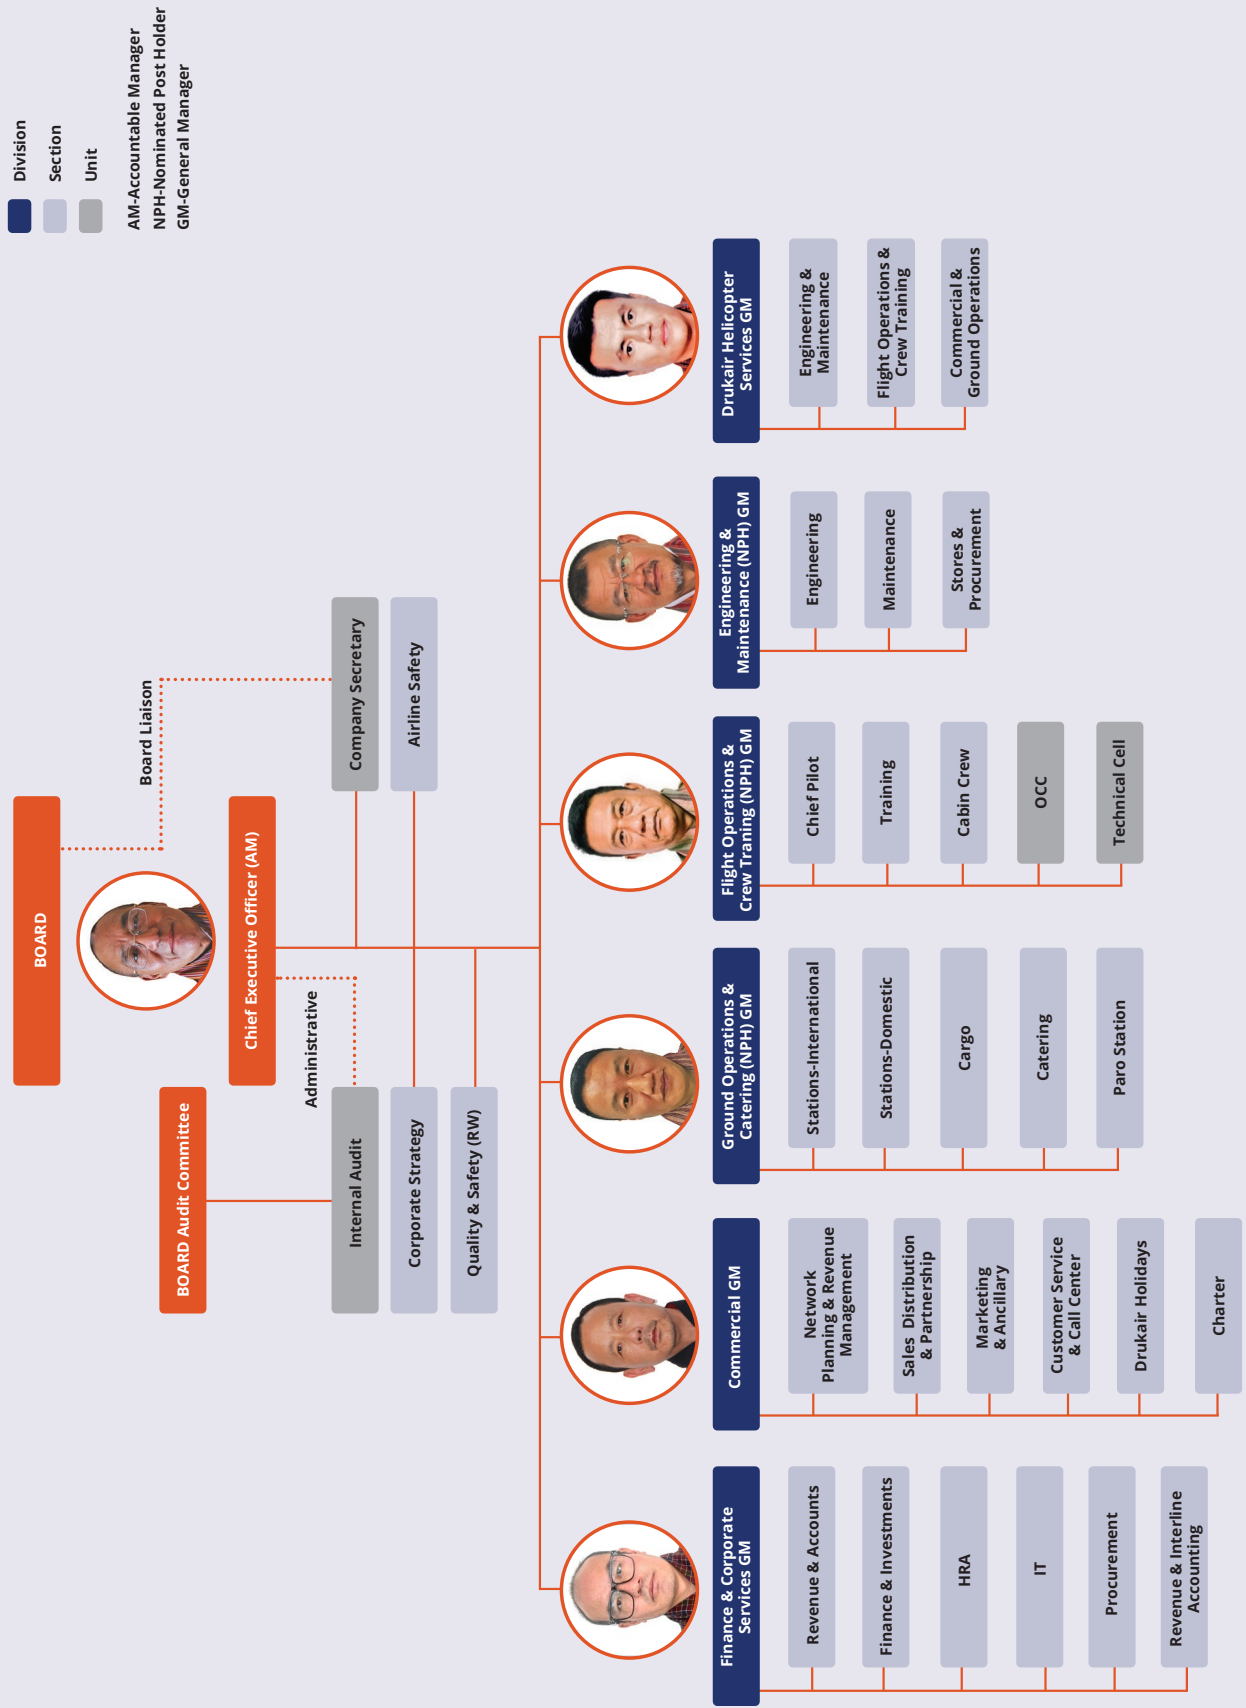 Division
Section
Unit
AM-Accountable Manager
NPH-Nominated Post Holder
GM-General Manager
BOARD
Board Liaison
BOARD Audit Committee
Chief Executive Officer (AM)
Administrative
Internal Audit
Company Secretary
Corporate Strategy
Airline Safety
Quality & Safety (RW)
Finance & Corporate
Services GM
Revenue & Accounts
Finance & Investments
HRA
IT
Procurement
Revenue & Interline
Accounting
Commercial GM
Network
Planning & Revenue
Management
Sales Distribution
& Partnership
Marketing
& Ancillary
Customer Service
& Call Center
Drukair Holidays
Charter
Ground Operations &
Catering (NPH) GM
Stations-International
Stations-Domestic
Cargo
Catering
Paro Station
Flight Operations &
Crew Traning (NPH) GM
Chief Pilot
Training
Cabin Crew
OCC
Technical Cell
Engineering &
Maintenance (NPH) GM
Engineering
Maintenance
Stores &
Procurement
Drukair Helicopter
Services GM
Engineering &
Maintenance
Flight Operations &
Crew Training
Commercial &
Ground Operations